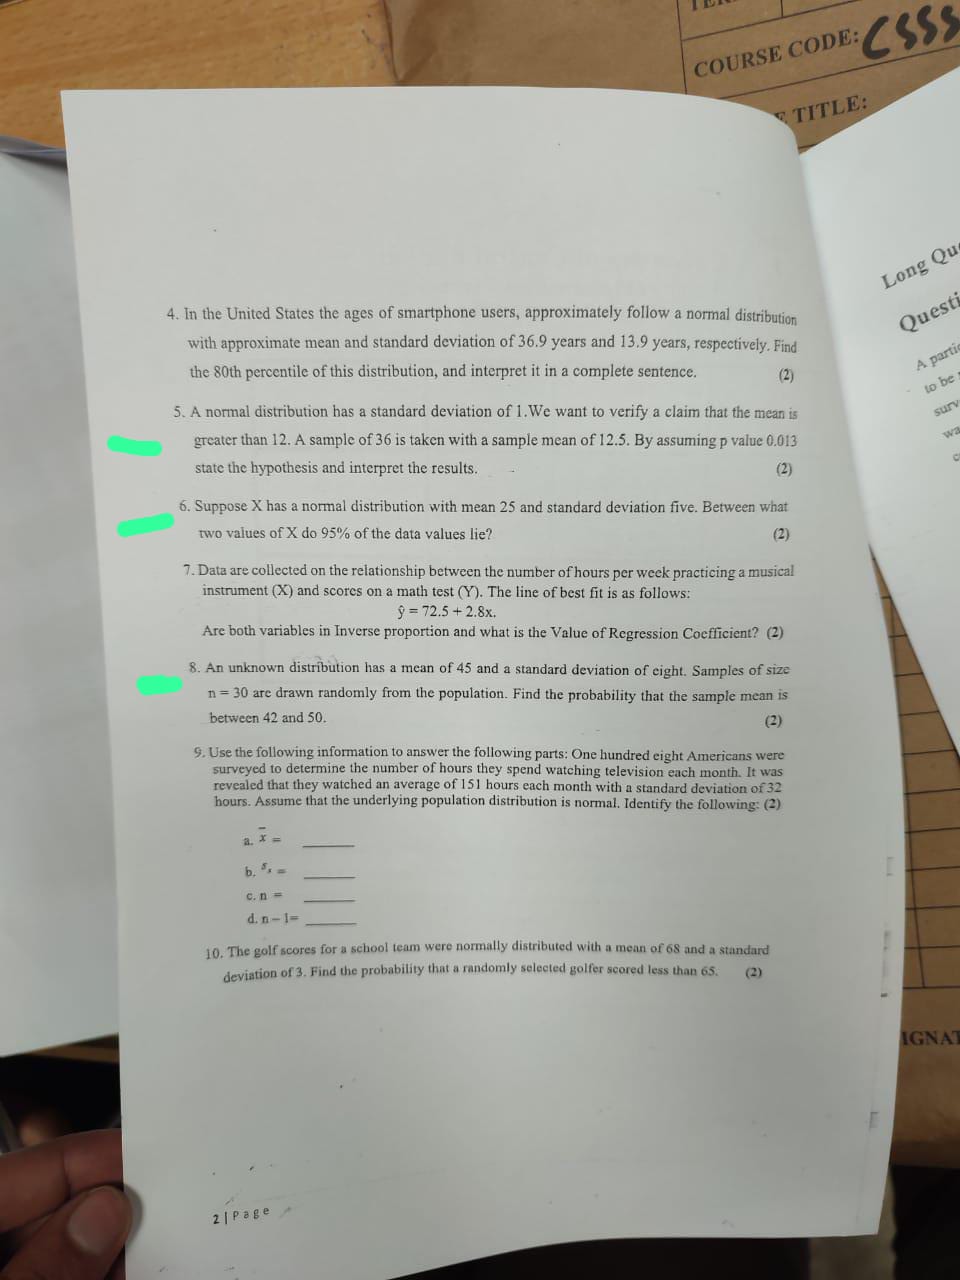 COURSE CODE: CSSS
E TITLE:
4. In the United States the ages of smartphone users, approximately follow a normal distribution
with approximate mean and standard deviation of 36.9 years and 13.9 years, respectively. Find
the 80th percentile of this distribution, and interpret it in a complete sentence. (2)
5. A normal distribution has a standard deviation of 1.We want to verify a claim that the mean is
greater than 12. A sample of 36 is taken with a sample mean of 12.5. By assuming p value 0.013
state the hypothesis and interpret the results. (2)
6. Suppose X has a normal distribution with mean 25 and standard deviation five. Between what
two values of X do 95% of the data values lie? (2)
7. Data are collected on the relationship between the number of hours per week practicing a musical
instrument (X) and scores on a math test (Y). The line of best fit is as follows:
ŷ = 72.5 + 2.8x.
Are both variables in Inverse proportion and what is the Value of Regression Coefficient? (2)
8. An unknown distribution has a mean of 45 and a standard deviation of eight. Samples of size
n = 30 are drawn randomly from the population. Find the probability that the sample mean is
between 42 and 50. (2)
9. Use the following information to answer the following parts: One hundred eight Americans were
surveyed to determine the number of hours they spend watching television each month. It was
revealed that they watched an average of 151 hours each month with a standard deviation of 32
hours. Assume that the underlying population distribution is normal. Identify the following: (2)
a. x̅ = ______
b. sₓ = ______
c. n = ______
d. n – 1= ______
10. The golf scores for a school team were normally distributed with a mean of 68 and a standard
deviation of 3. Find the probability that a randomly selected golfer scored less than 65. (2)
2 | Page
Long Que
Questi
A partic
to be
surv
wa
IGNAT